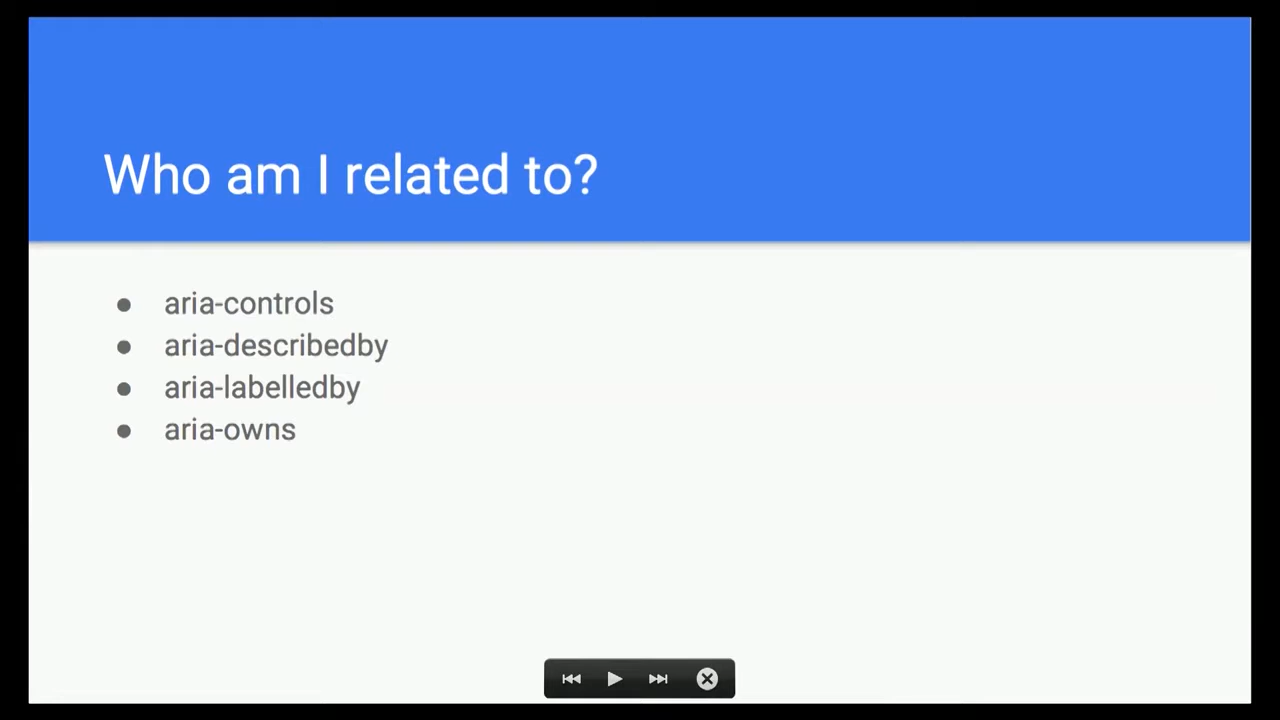 Who am I related to?
● aria-controls
● aria-describedby
● aria-labelledby
● aria-owns